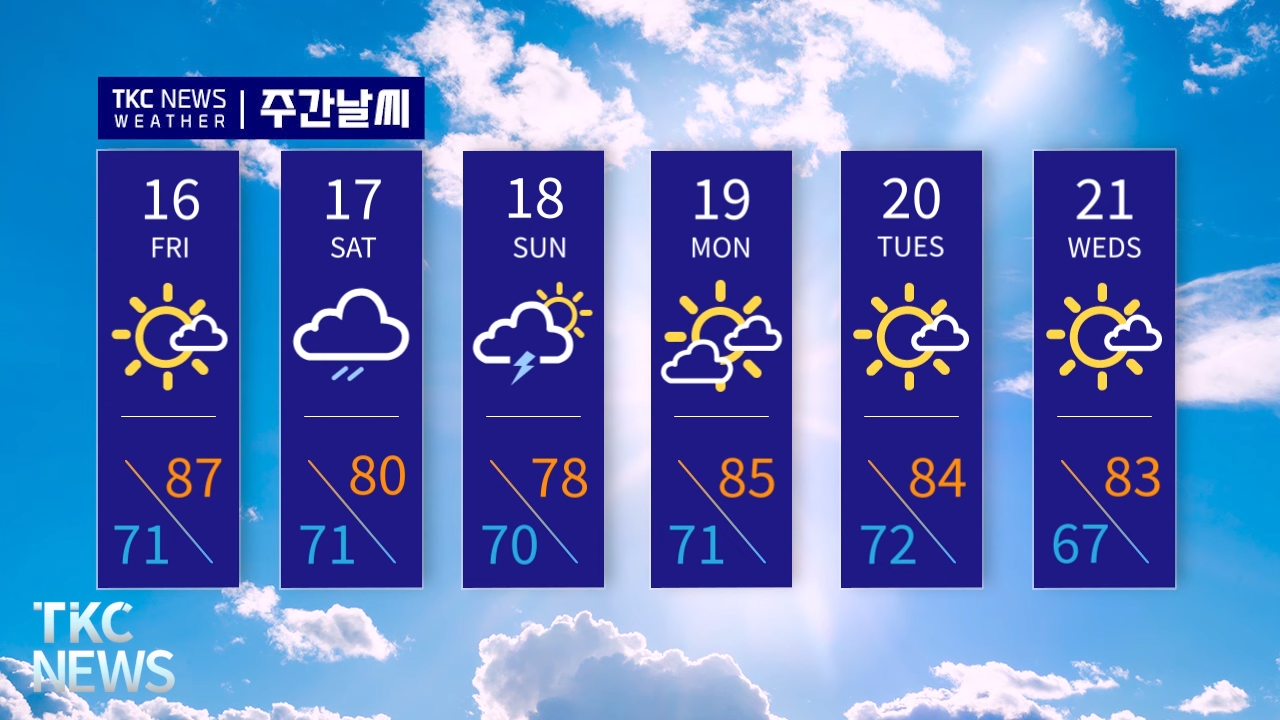 TKC NEWS
WEATHER
주간날씨
16
FRI
87
71
17
SAT
80
71
18
SUN
78
70
19
MON
85
71
20
TUES
84
72
21
WEDS
83
67
TKC
NEWS